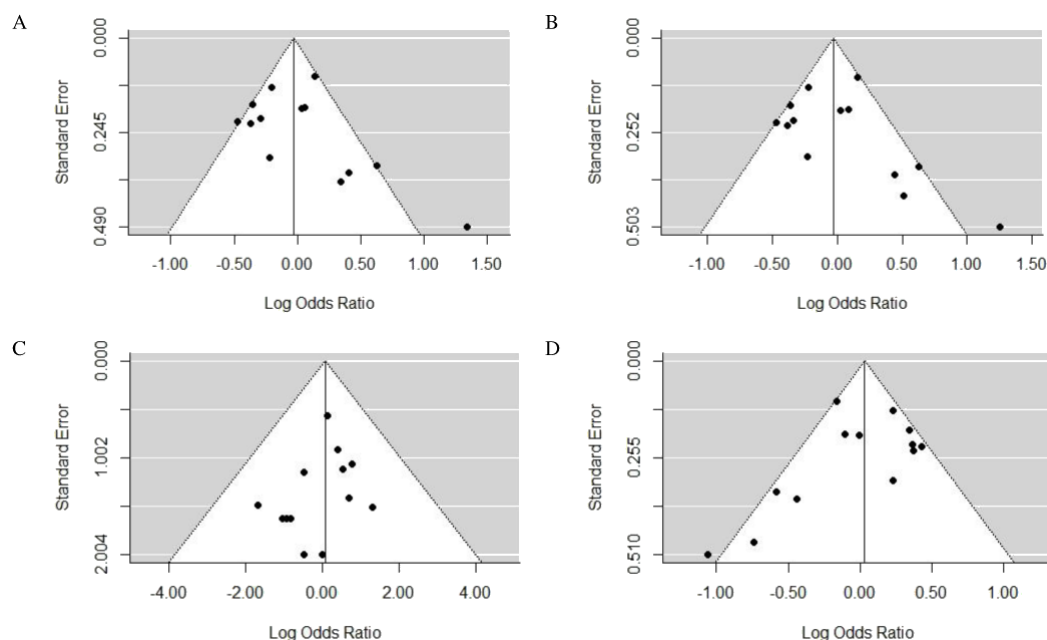 A
Standard Error
0.000
0.245
0.490
-1.00 -0.50 0.00 0.50 1.00 1.50
Log Odds Ratio
B
Standard Error
0.000
0.252
0.503
-1.00 -0.50 0.00 0.50 1.00 1.50
Log Odds Ratio
C
Standard Error
0.000
1.002
2.004
-4.00 -2.00 0.00 2.00 4.00
Log Odds Ratio
D
Standard Error
0.000
0.255
0.510
-1.00 0.00 0.50 1.00
Log Odds Ratio